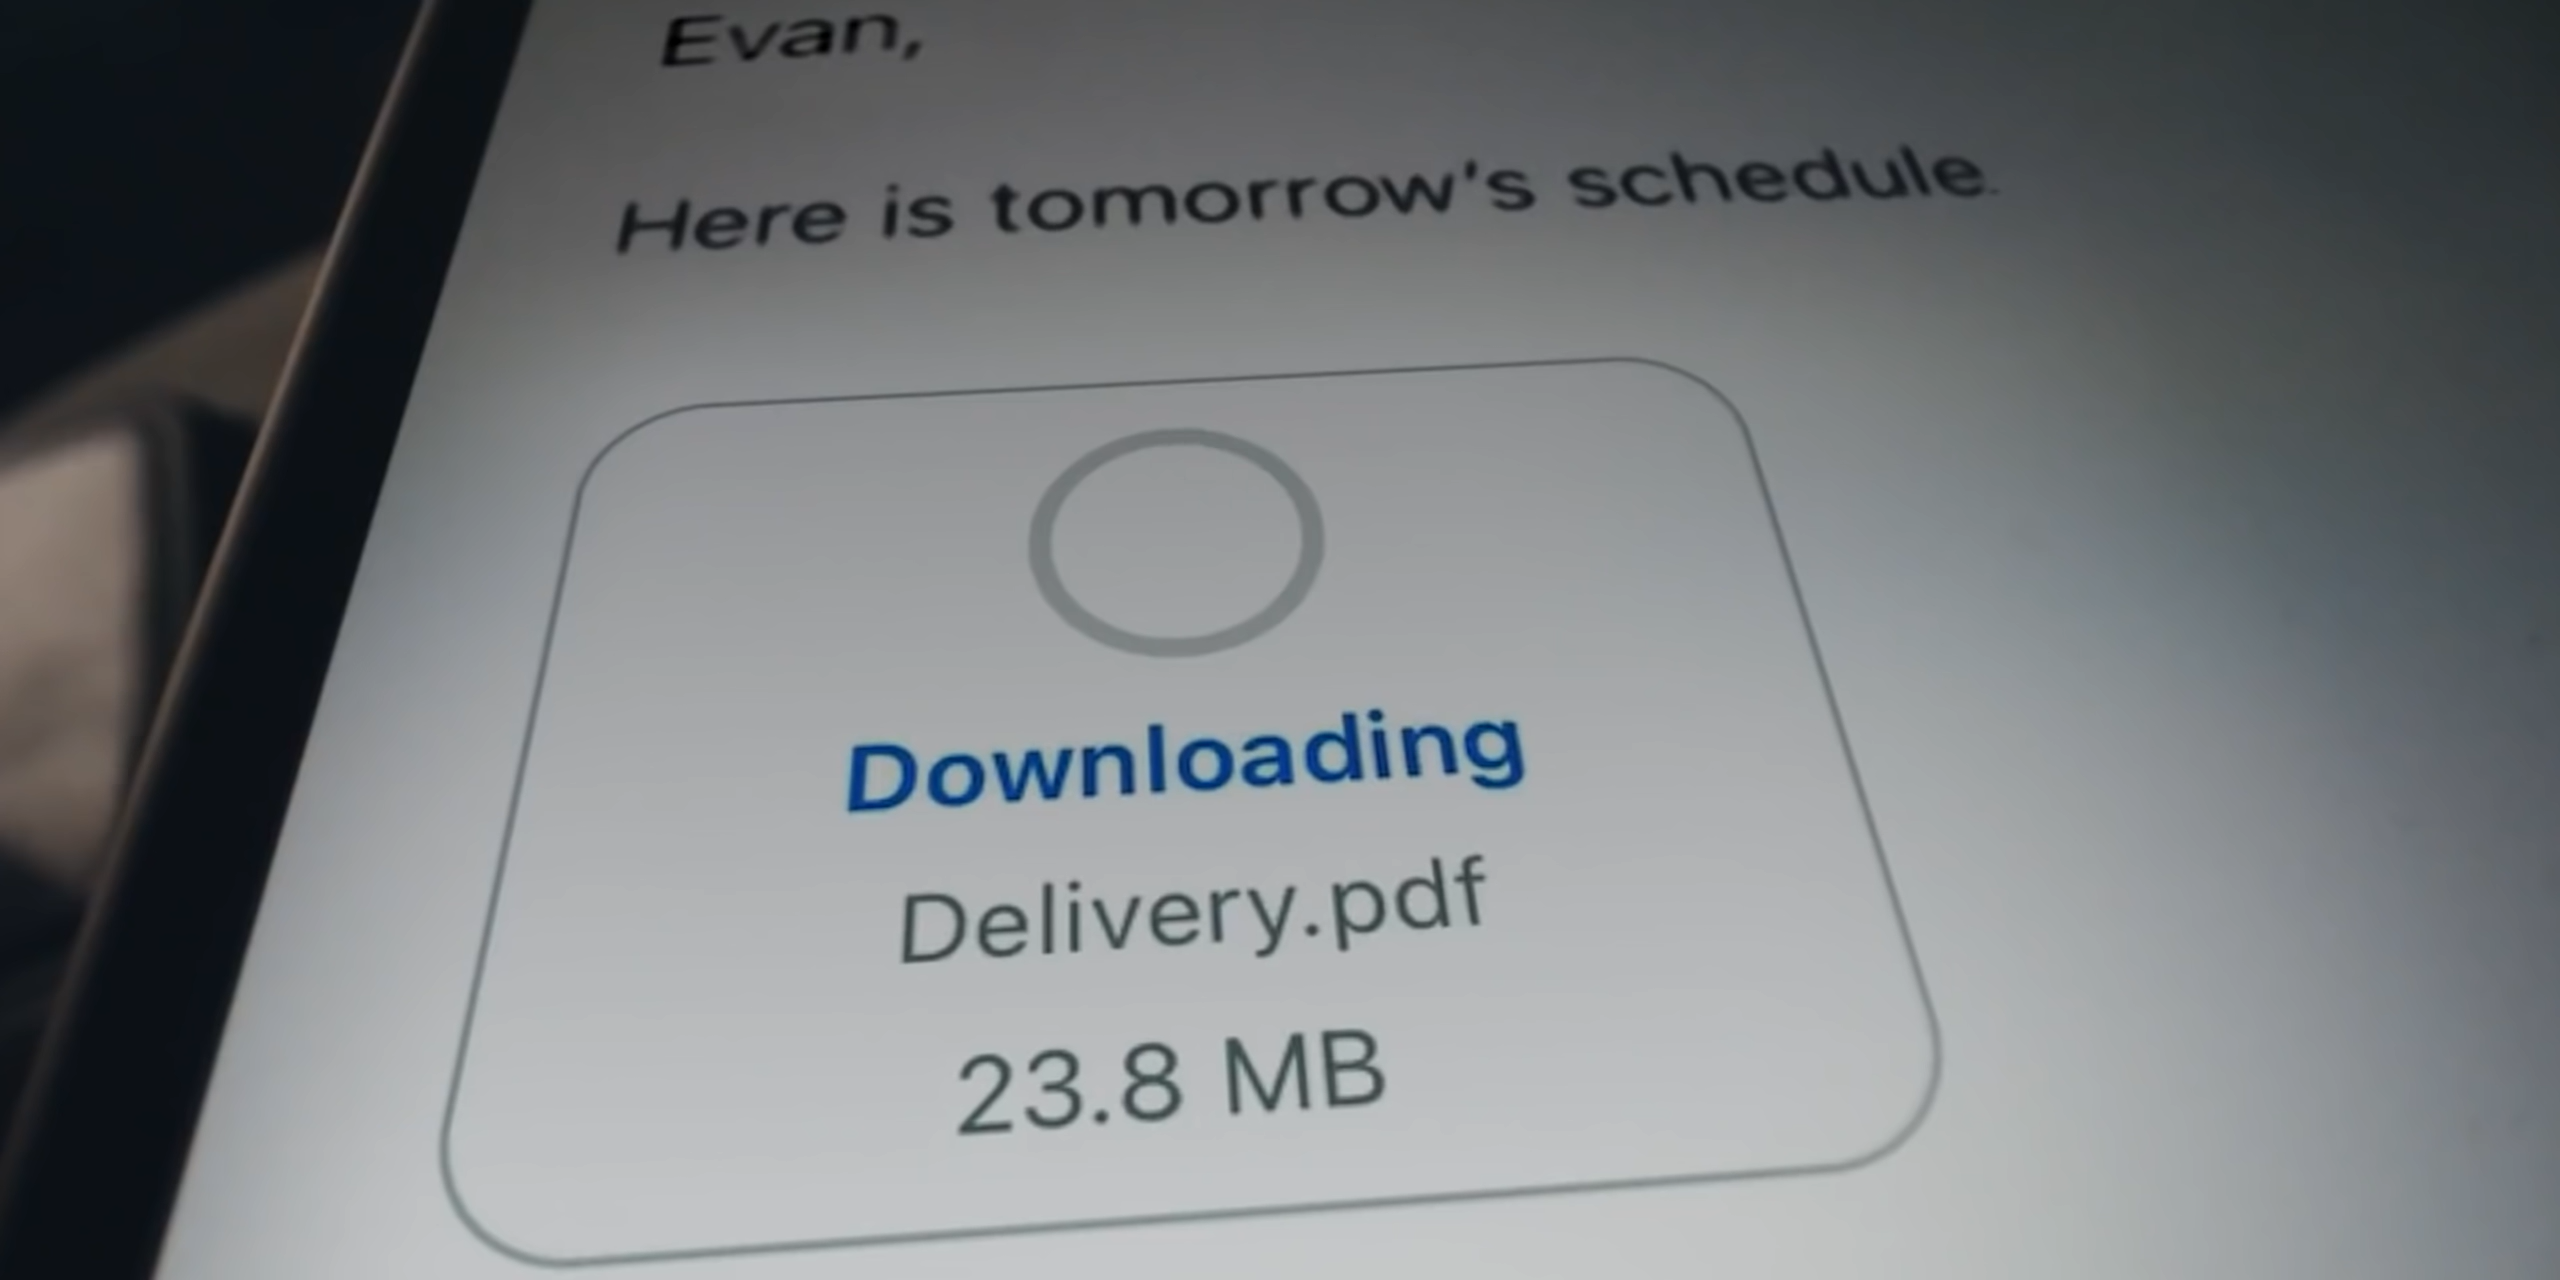 Evan,
Here is tomorrow's schedule.
Downloading
Delivery.pdf
23.8 MB